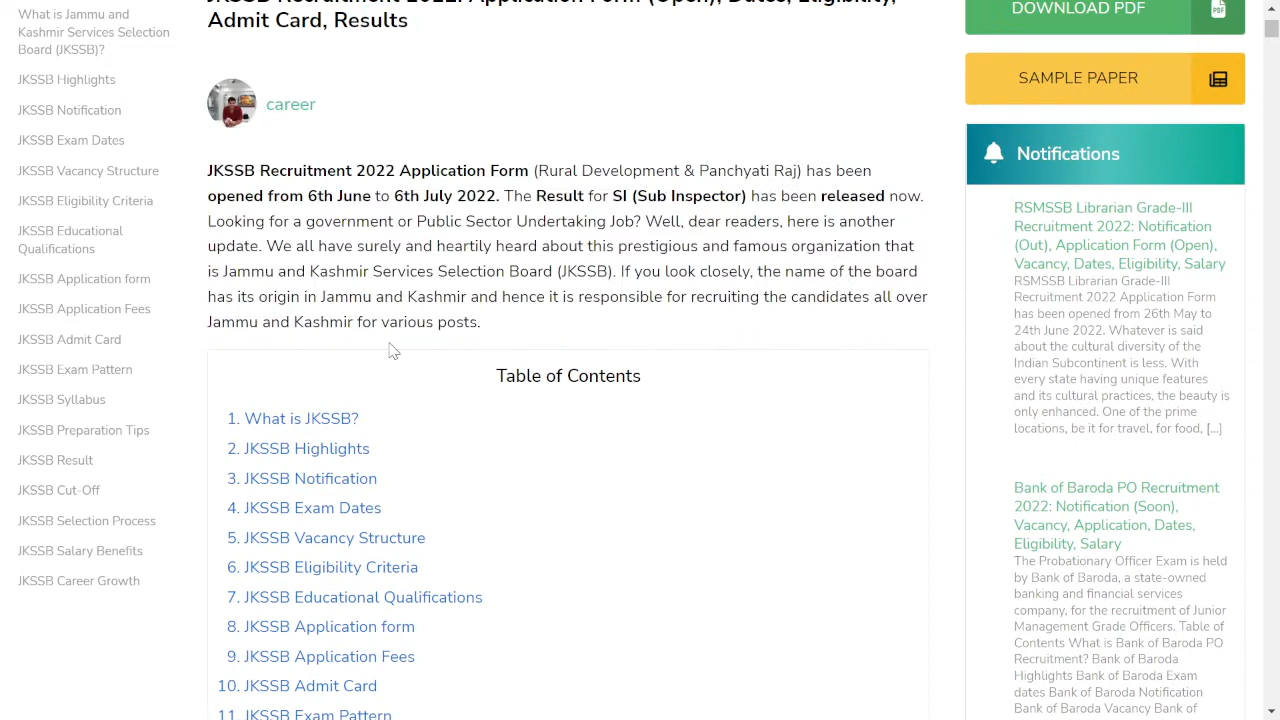 What is Jammu and
Kashmir Services Selection
Board (JKSSB)?
JKSSB Highlights
JKSSB Notification
JKSSB Exam Dates
JKSSB Vacancy Structure
JKSSB Eligibility Criteria
JKSSB Educational
Qualifications
JKSSB Application form
JKSSB Application Fees
JKSSB Admit Card
JKSSB Exam Pattern
JKSSB Syllabus
JKSSB Preparation Tips
JKSSB Result
JKSSB Cut-Off
JKSSB Selection Process
JKSSB Salary Benefits
JKSSB Career Growth
JKSSB Recruitment 2022: Application Form (Open), Dates, Eligibility,
Admit Card, Results
career
JKSSB Recruitment 2022 Application Form (Rural Development & Panchyati Raj) has been
opened from 6th June to 6th July 2022. The Result for SI (Sub Inspector) has been released now.
Looking for a government or Public Sector Undertaking Job? Well, dear readers, here is another
update. We all have surely and heartily heard about this prestigious and famous organization that
is Jammu and Kashmir Services Selection Board (JKSSB). If you look closely, the name of the board
has its origin in Jammu and Kashmir and hence it is responsible for recruiting the candidates all over
Jammu and Kashmir for various posts.
Table of Contents
1. What is JKSSB?
2. JKSSB Highlights
3. JKSSB Notification
4. JKSSB Exam Dates
5. JKSSB Vacancy Structure
6. JKSSB Eligibility Criteria
7. JKSSB Educational Qualifications
8. JKSSB Application form
9. JKSSB Application Fees
10. JKSSB Admit Card
11. JKSSB Exam Pattern
DOWNLOAD PDF
PDF
SAMPLE PAPER
Notifications
RSMSSB Librarian Grade-III
Recruitment 2022: Notification
(Out), Application Form (Open),
Vacancy, Dates, Eligibility, Salary
RSMSSB Librarian Grade-III
Recruitment 2022 Application Form
has been opened from 26th May to
24th June 2022. Whatever is said
about the cultural diversity of the
Indian Subcontinent is less. With
every state having unique features
and its cultural practices, the beauty is
only enhanced. One of the prime
locations, be it for travel, for food, [...]
Bank of Baroda PO Recruitment
2022: Notification (Soon),
Vacancy, Application, Dates,
Eligibility, Salary
The Probationary Officer Exam is held
by Bank of Baroda, a state-owned
banking and financial services
company, for the recruitment of Junior
Management Grade Officers. Table of
Contents What is Bank of Baroda PO
Recruitment? Bank of Baroda
Highlights Bank of Baroda Exam
dates Bank of Baroda Notification
Bank of Baroda Vacancy Bank of